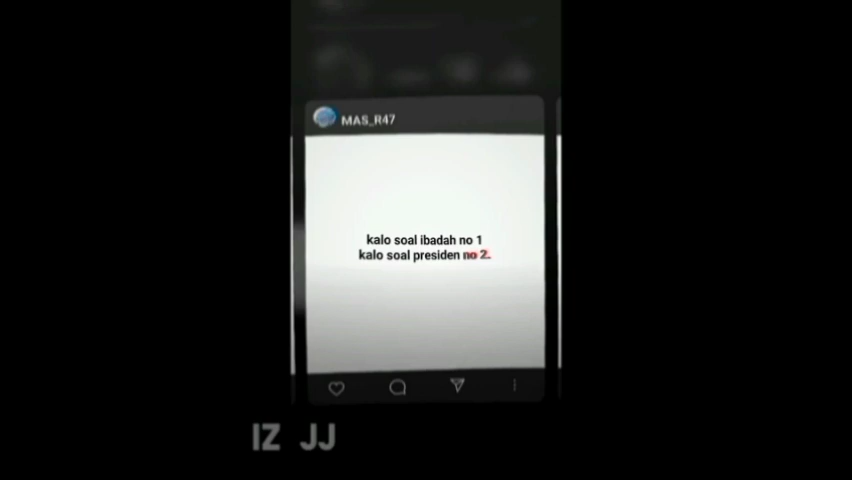 MAS_R47
kalo soal ibadah no 1
kalo soal presiden no 2.
IZ JJ